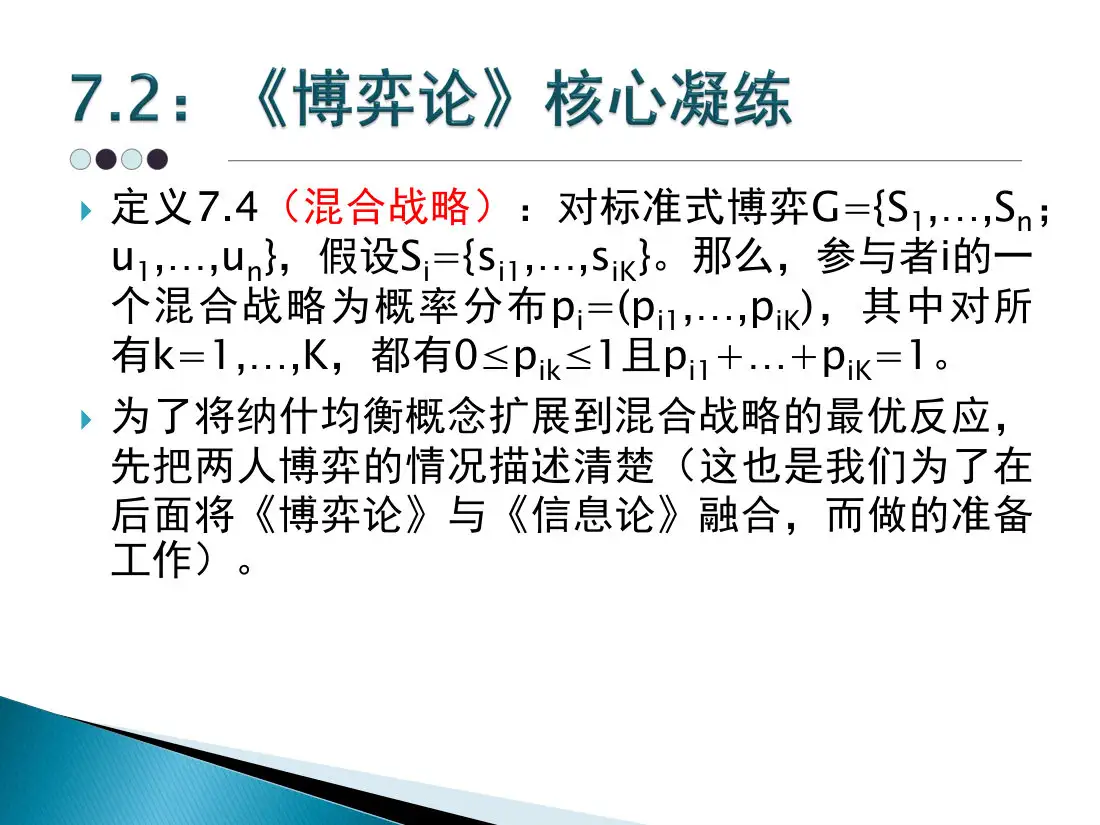 7.2：《博弈论》核心凝练
定义7.4（混合战略）：对标准式博弈G={S₁,…,Sₙ；
u₁,…,uₙ}，假设Sᵢ={sᵢ₁,…,sᵢK}。那么，参与者i的一
个混合战略为概率分布pᵢ=(pᵢ₁,…,pᵢK)，其中对所
有k=1,…,K，都有0≤pᵢₖ≤1且pᵢ₁+…+pᵢK=1。
为了将纳什均衡概念扩展到混合战略的最优反应，
先把两人博弈的情况描述清楚（这也是我们为了在
后面将《博弈论》与《信息论》融合，而做的准备
工作）。